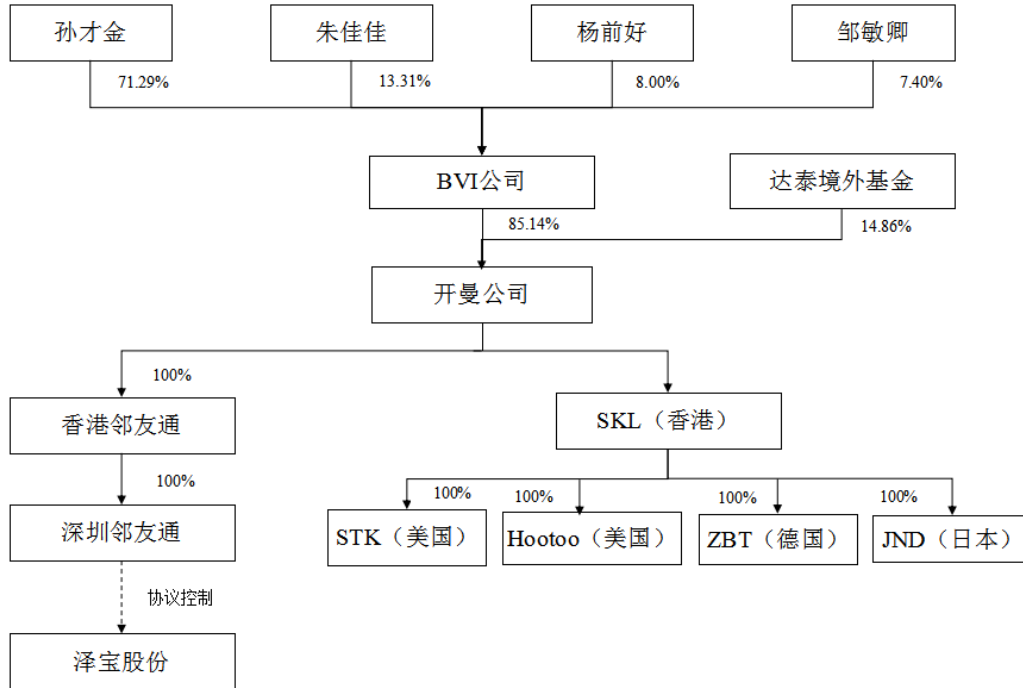 孙才金
朱佳佳
杨前好
邹敏卿
71.29%
13.31%
8.00%
7.40%
BVI公司
达泰境外基金
85.14%
14.86%
开曼公司
100%
香港邻友通
SKL（香港）
100%
100%
100%
100%
100%
深圳邻友通
STK（美国）
Hootoo（美国）
ZBT（德国）
JND（日本）
协议控制
泽宝股份